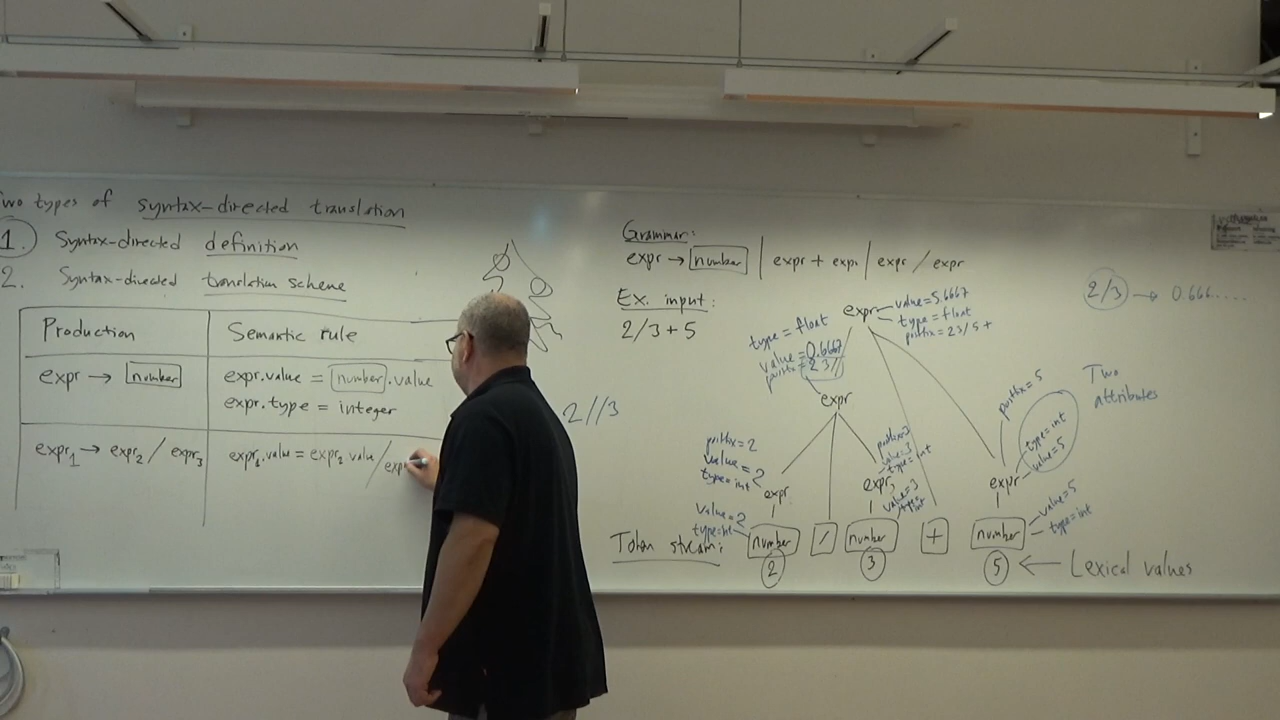 Two types of syntax-directed translation
1. Syntax-directed definition
2. Syntax-directed translation scheme
Production Semantic rule
expr → number expr.value = number.value
expr.type = integer
expr1 → expr2 / expr3 expr1.value = expr2.value / expr
2//3
Grammar:
expr → number | expr + expr | expr / expr
Ex. input:
2/3+5
2/3 → 0.666.....
expr
value=5.6667
type=float
postfix=23/5+
type=float
value=0.6667
postfix=23/
expr
postfix=2
value=2
type=int
expr
postfix=3
value=3
type=int
expr
value=3
type=int
postfix=5
type=int
value=5
expr
Two
attributes
value=2
type=int
value=5
type=int
Token stream: number / number + number
2 3 5 ← Lexical values